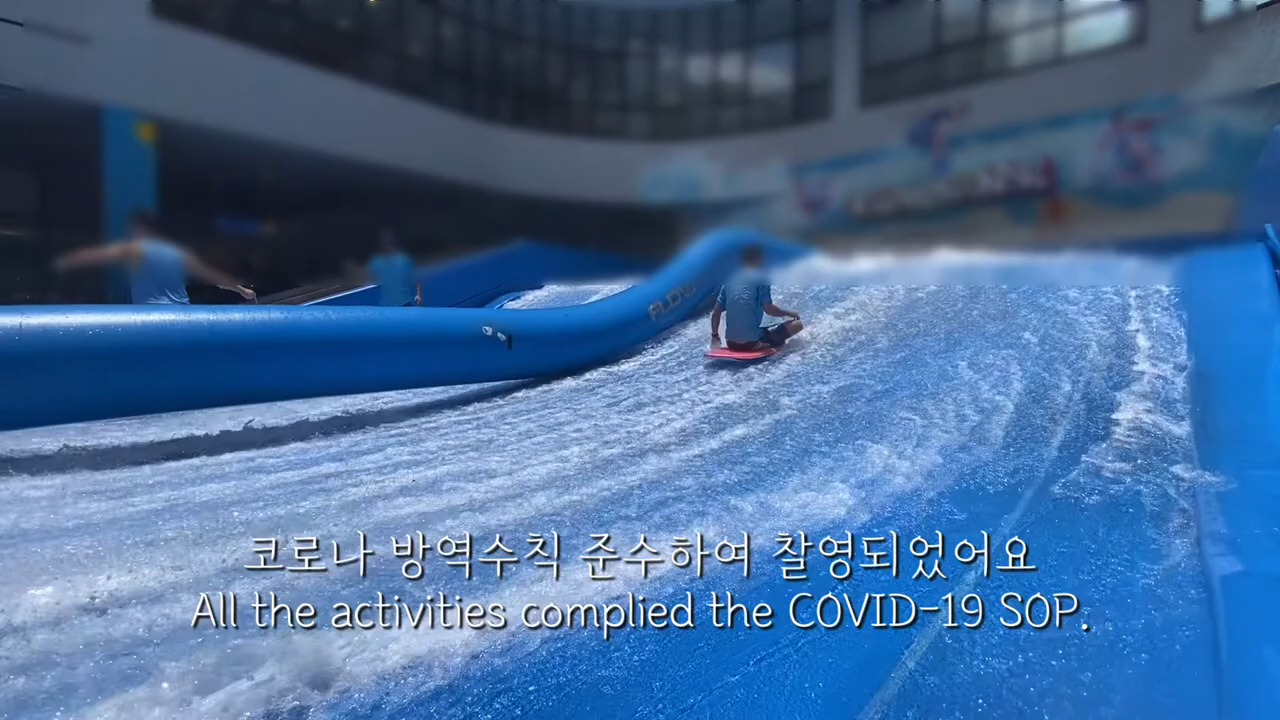 코로나 방역수칙 준수하여 촬영되었어요
All the activities complied the COVID-19 SOP.